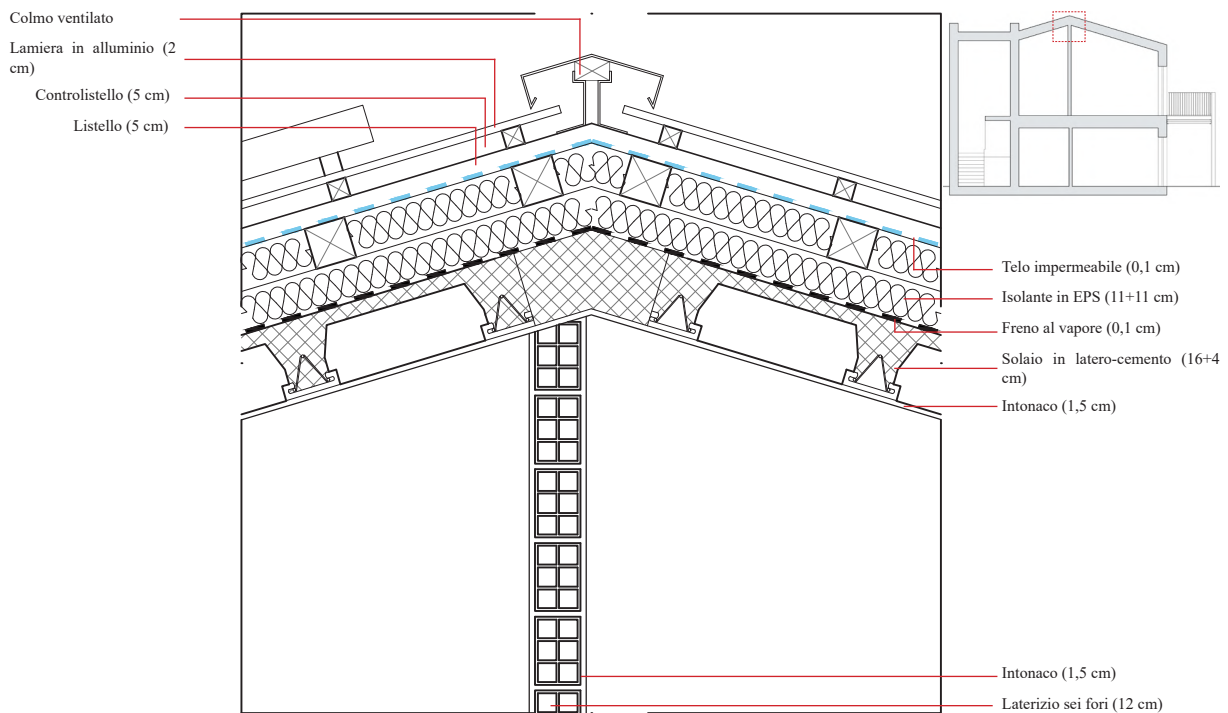 Colmo ventilato
Lamiera in alluminio (2
cm)
Controlistello (5 cm)
Listello (5 cm)
Telo impermeabile (0,1 cm)
Isolante in EPS (11+11 cm)
Freno al vapore (0,1 cm)
Solaio in latero-cemento (16+4
cm)
Intonaco (1,5 cm)
Intonaco (1,5 cm)
Laterizio sei fori (12 cm)